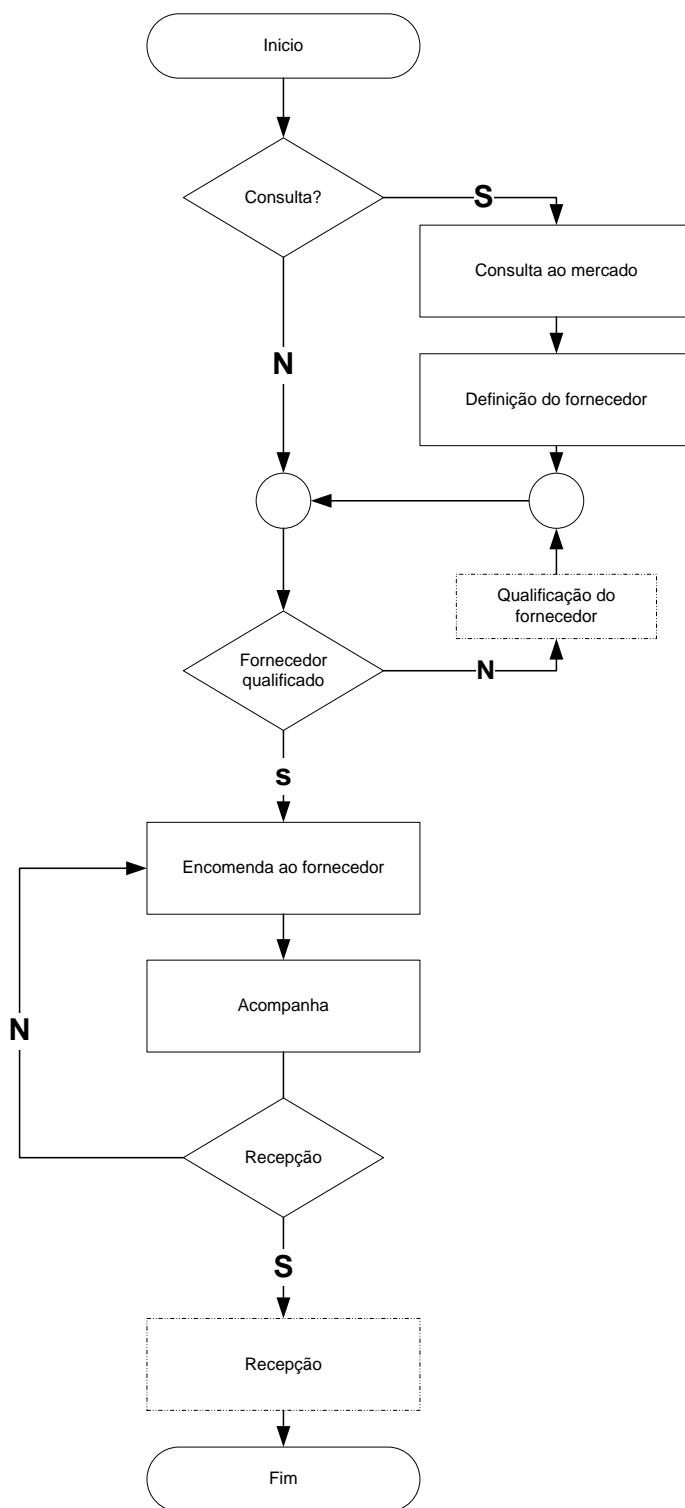 Inicio
Consulta?
S
Consulta ao mercado
N
Definição do fornecedor
Qualificação do
fornecedor
Fornecedor
qualificado
N
s
Encomenda ao fornecedor
Acompanha
N
Recepção
S
Recepção
Fim